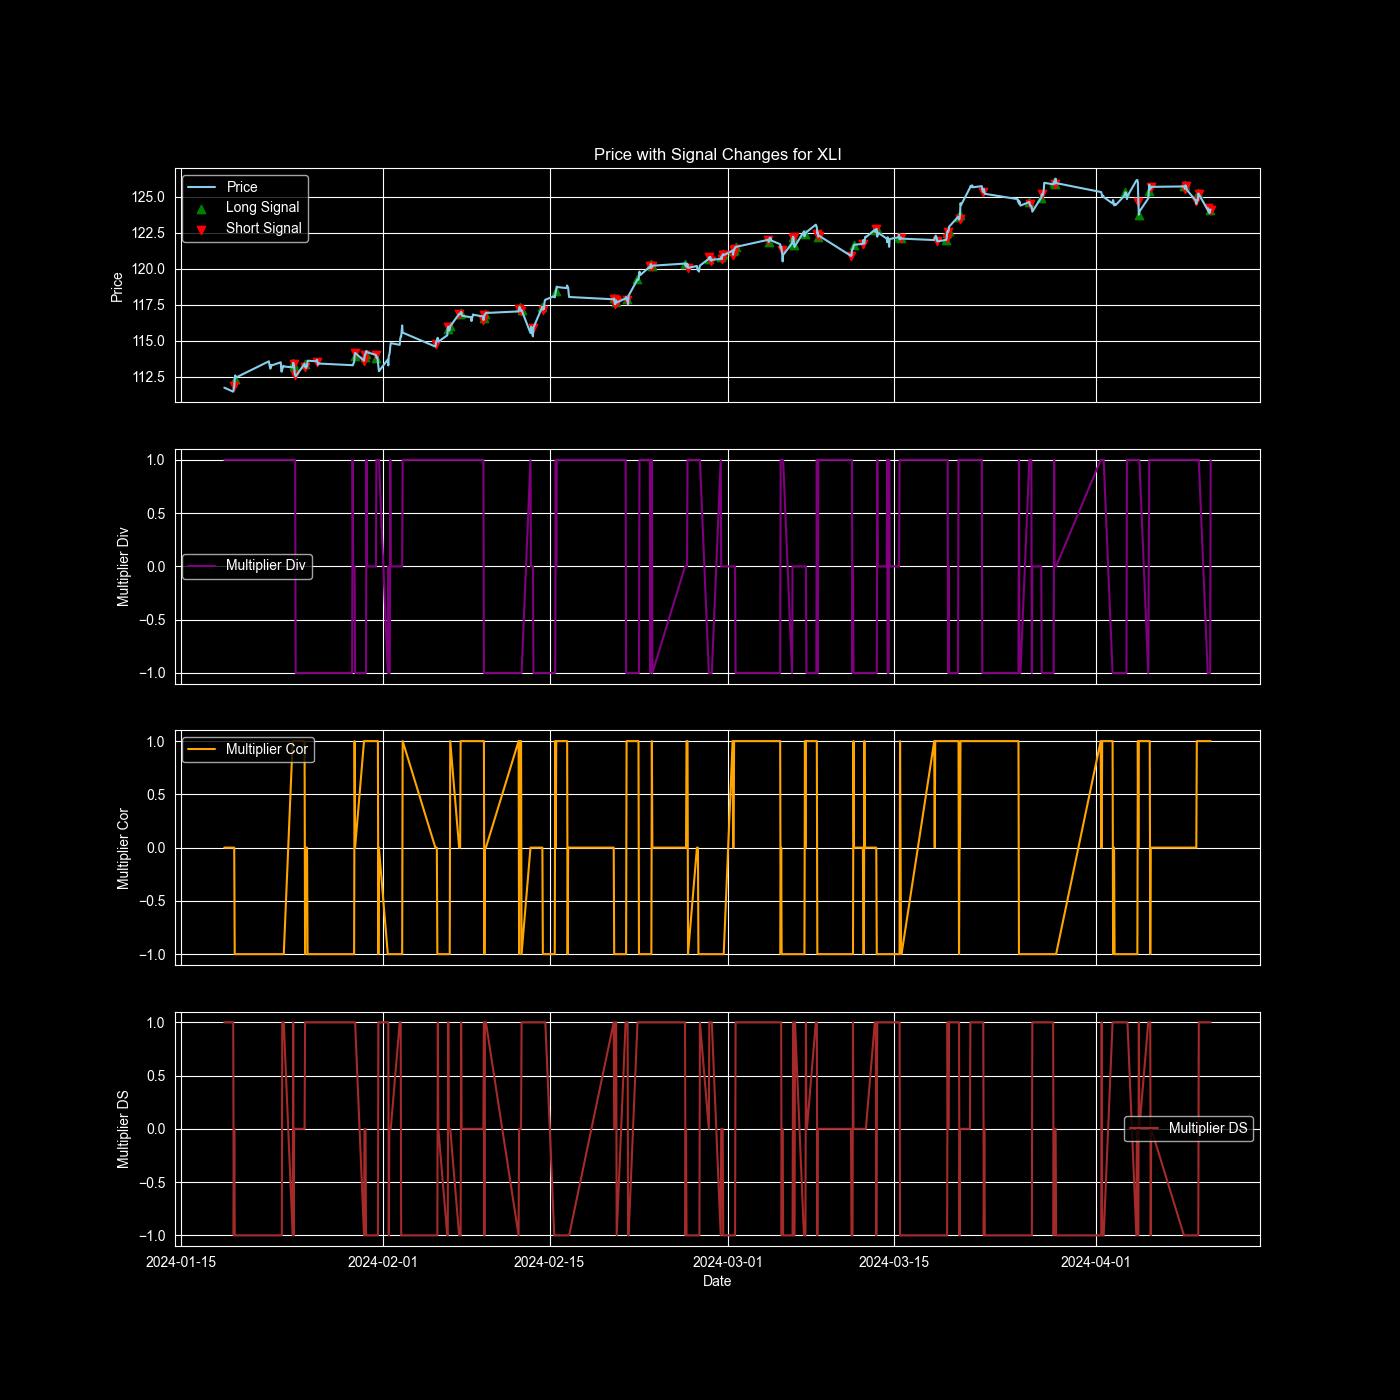 Price with Signal Changes for XLI
Price
Long Signal
Short Signal
125.0
122.5
120.0
117.5
115.0
112.5
Price
1.0
0.5
0.0
−0.5
−1.0
Multiplier Div
Multiplier Div
Multiplier Cor
1.0
0.5
0.0
−0.5
−1.0
Multiplier Cor
1.0
0.5
0.0
−0.5
−1.0
Multiplier DS
Multiplier DS
2024-01-15
2024-02-01
2024-02-15
2024-03-01
2024-03-15
2024-04-01
Date